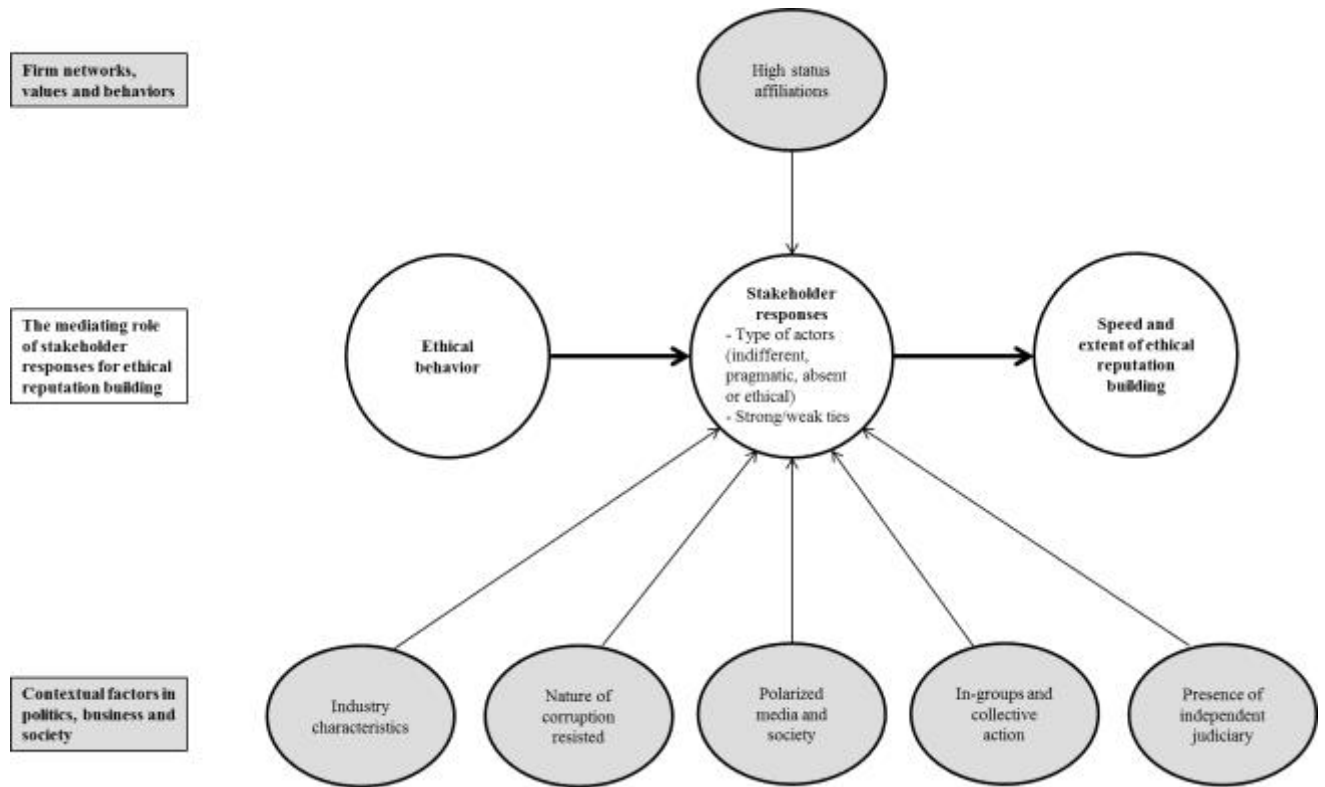 Firm networks,
values and behaviors
High status
affiliations
The mediating role
of stakeholder
responses for ethical
reputation building
Ethical
behavior
Stakeholder
responses
- Type of actors
(indifferent,
pragmatic, absent
or ethical)
- Strong/weak ties
Speed and
extent of ethical
reputation
building
Contextual factors in
politics, business and
society
Industry
characteristics
Nature of
corruption
resisted
Polarized
media and
society
In-groups and
collective
action
Presence of
independent
judiciary